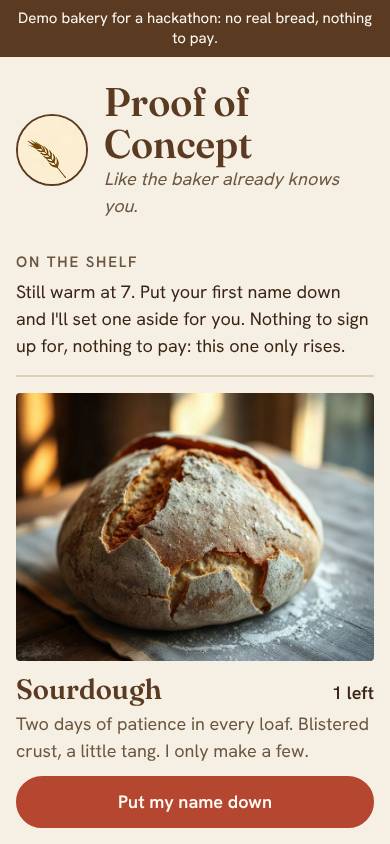 Demo bakery for a hackathon: no real bread, nothing
to pay.
Proof of
Concept
Like the baker already knows
you.
ON THE SHELF
Still warm at 7. Put your first name down
and I'll set one aside for you. Nothing to sign
up for, nothing to pay: this one only rises.
Sourdough
1 left
Two days of patience in every loaf. Blistered
crust, a little tang. I only make a few.
Put my name down